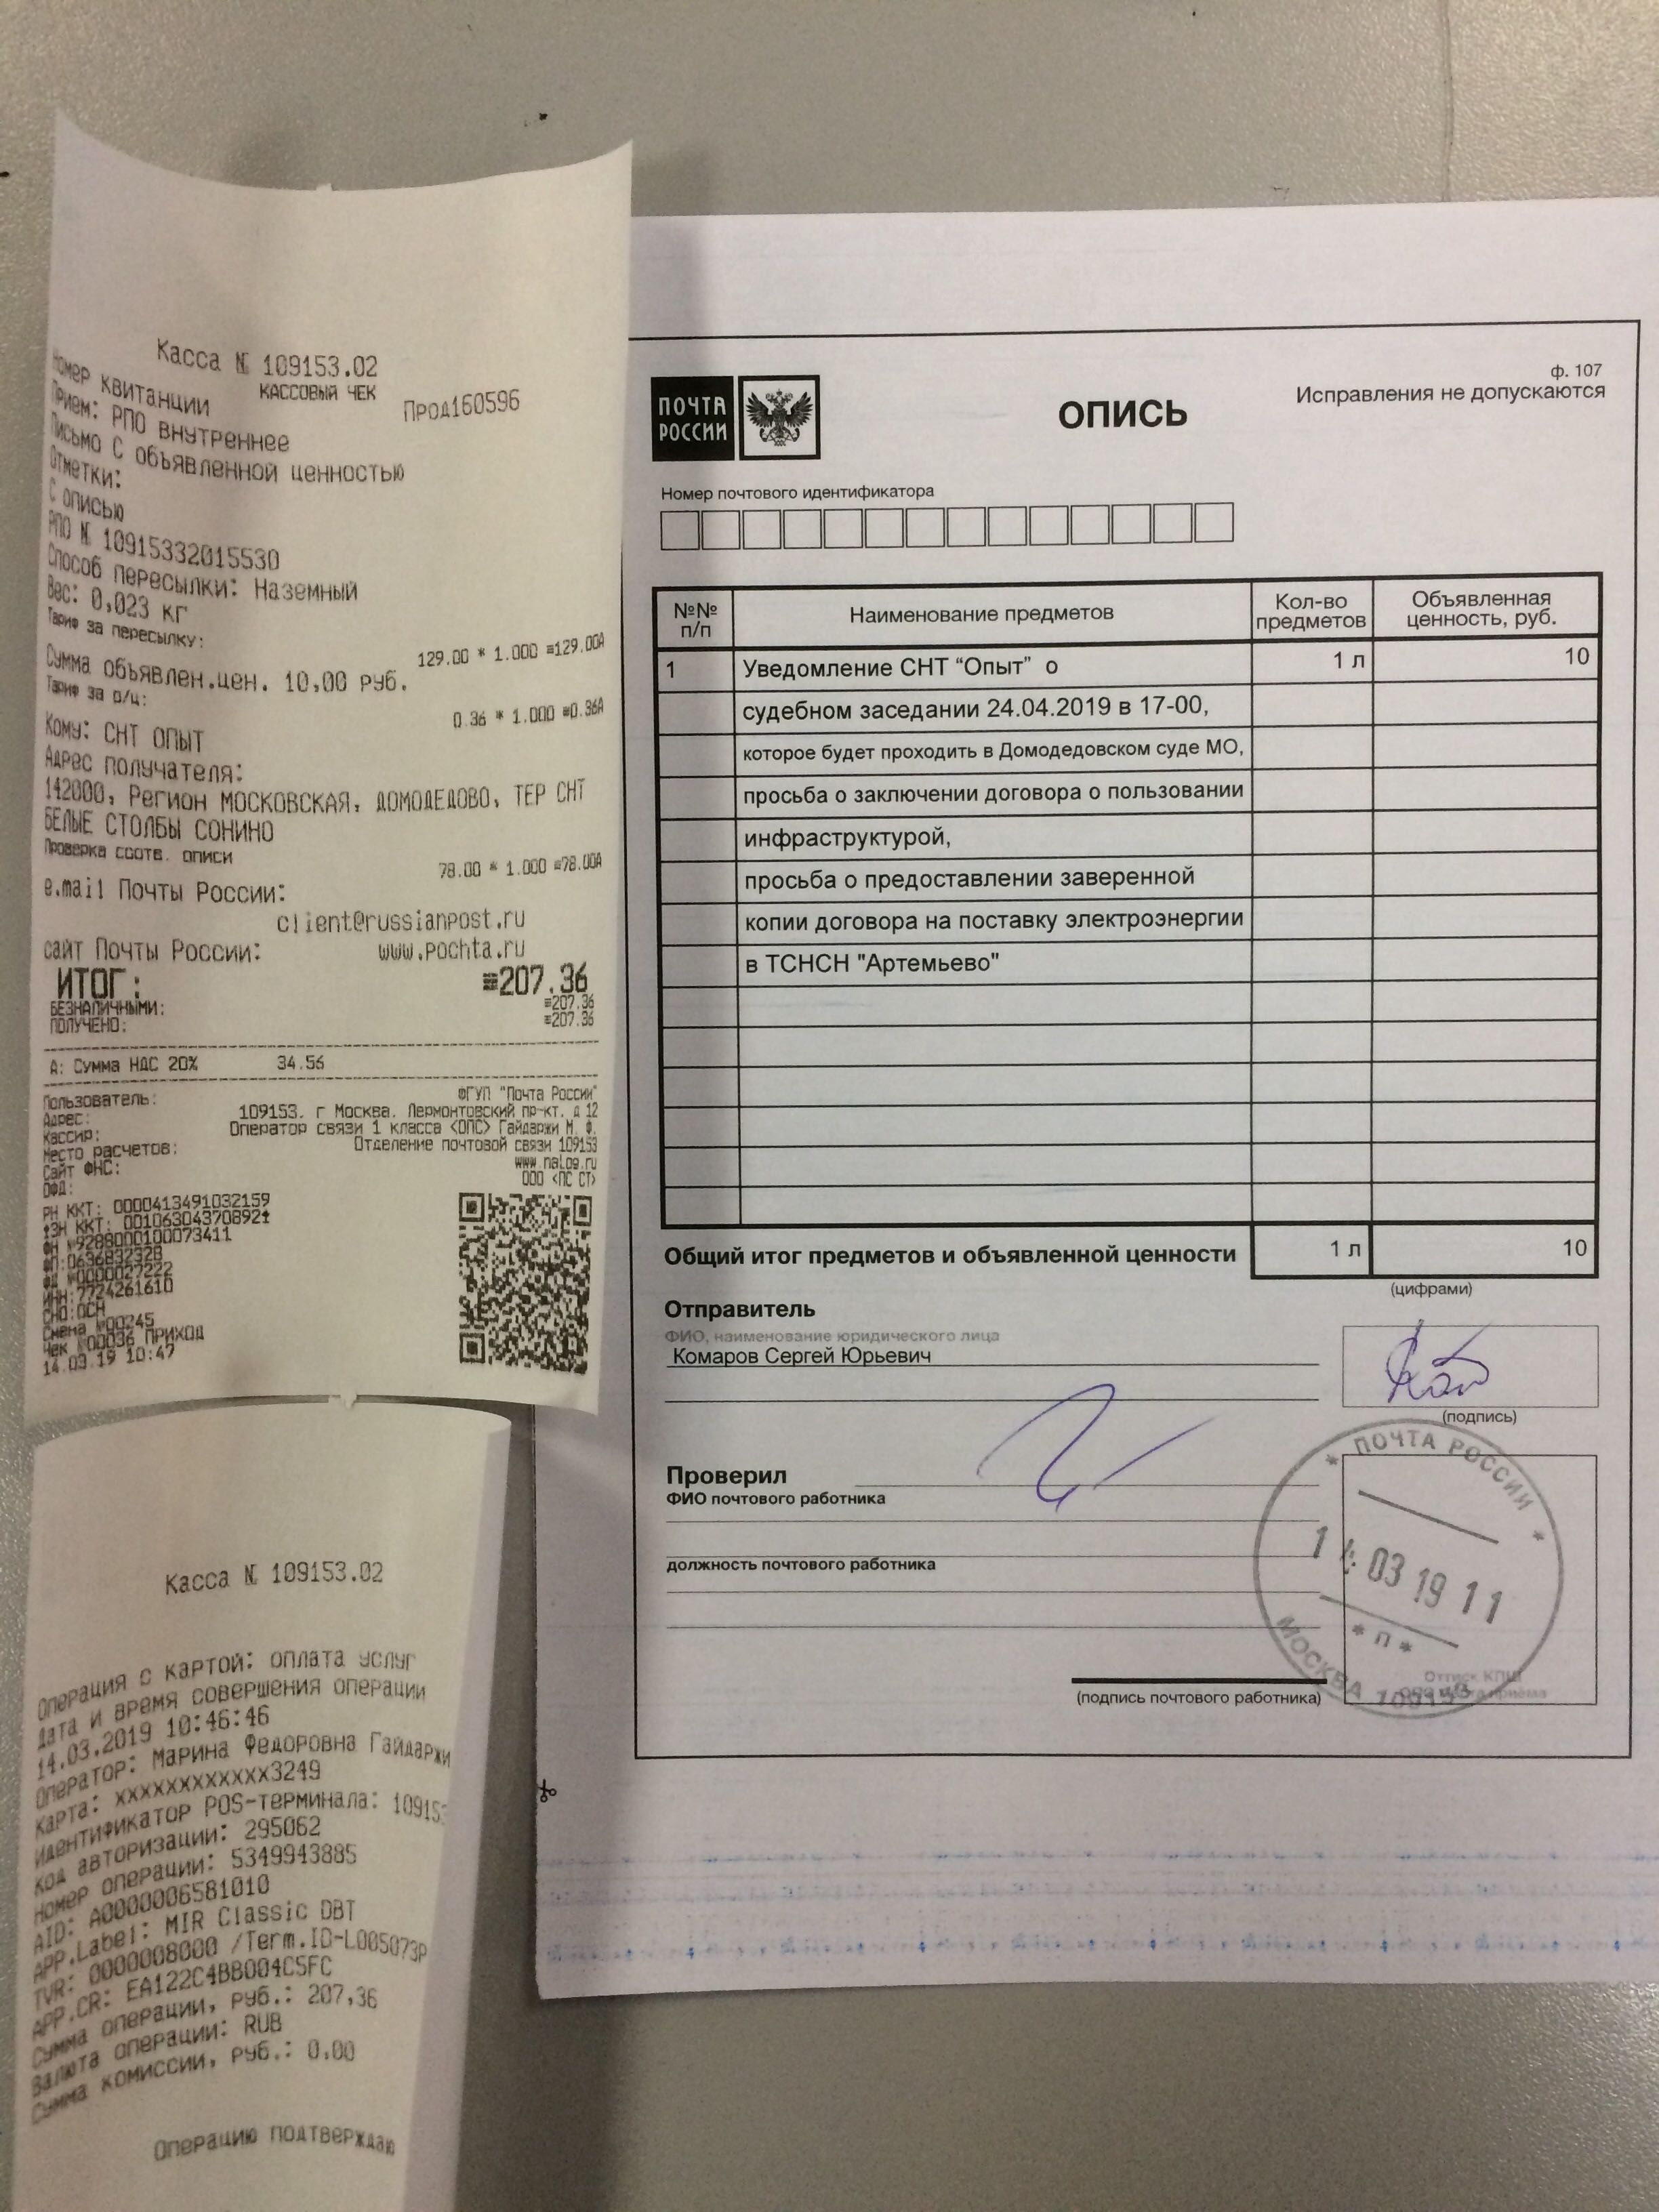 Касса № 109153.02
КАССОВЫЙ ЧЕК
Номер квитанции Прод160596
Прием: РПО внутреннее
Письмо С объявленной ценностью
Отметки:
С описью
РПО № 10915332015530
Способ пересылки: Наземный
Вес: 0,023 кг
Тариф за пересылку:
129.00 * 1.000 =129.00А
Сумма объявлен.цен. 10,00 руб.
Тариф за о/ц:
0.36 * 1.000 =0.36А
Кому: СНТ ОПЫТ
Адрес получателя:
142000, Регион МОСКОВСКАЯ, ДОМОДЕДОВО, ТЕР СНТ
БЕЛЫЕ СТОЛБЫ СОНИНО
Проверка соотв. описи
78.00 * 1.000 =78.00А
e.mail Почты России:
client@russianpost.ru
сайт Почты России: www.pochta.ru
ИТОГ: =207.36
БЕЗНАЛИЧНЫМИ: =207.36
ПОЛУЧЕНО: =207.36
А: Сумма НДС 20% 34.56
Пользователь: ФГУП "Почта России"
Адрес: 109153. г Москва. Лермонтовский пр-кт. д 12
Кассир: Оператор связи 1 класса <ОПС> Гайдаржи М. Ф.
Место расчетов: Отделение почтовой связи 109153
Сайт ФНС: www.nalog.ru
ОФД: ООО <ПС СТ>
РН ККТ: 0000413491032159
ЗН ККТ: 00106304370892
ФН №9288000100073411
ФП:0636832328
ФД №0000027222
ИНН:7724261610
СНО:ОСН
Смена №00245
Чек №00036 ПРИХОД
14.03.19 10:47
Касса № 109153.02
Операция с картой: оплата услуг
Дата и время совершения операции
14.03.2019 10:46:46
Оператор: Марина Федоровна Гайдаржи
Карта: xxxxxxxxxxxx3249
Идентификатор POS-терминала: 10915
Код авторизации: 295062
Номер операции: 5349943885
AID: A0000006581010
APP.Label: MIR Classic DBT
TVR: 0000008000 /Term.ID-L005073P
APP.CR: EA122C4BB004C5FC
Сумма операции, руб.: 207,36
Валюта операции: RUB
Сумма комиссии, руб.: 0.00
Операцию подтверждаю
ф. 107
Исправления не допускаются
ПОЧТА
РОССИИ
ОПИСЬ
Номер почтового идентификатора
№№ п/п Наименование предметов Кол-во предметов Объявленная ценность, руб.
1 Уведомление СНТ "Опыт" о 1 л 10
судебном заседании 24.04.2019 в 17-00,
которое будет проходить в Домодедовском суде МО,
просьба о заключении договора о пользовании
инфраструктурой,
просьба о предоставлении заверенной
копии договора на поставку электроэнергии
в ТСНСН "Артемьево"
Общий итог предметов и объявленной ценности 1 л 10
(цифрами)
Отправитель
ФИО, наименование юридического лица
Комаров Сергей Юрьевич
(подпись)
Проверил
ФИО почтового работника
должность почтового работника
(подпись почтового работника)
* ПОЧТА РОССИИ *
14 03 19 11
* П *
МОСКВА 109153